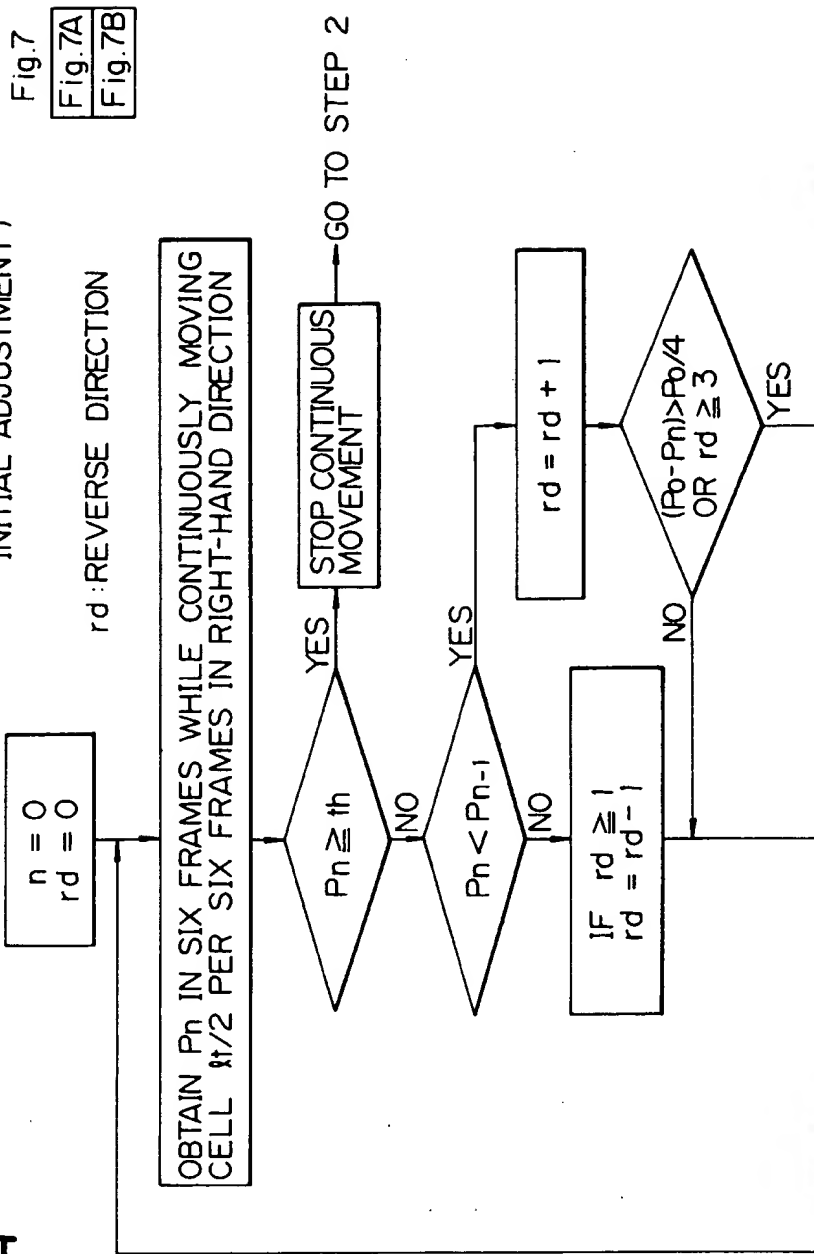 Fig.7
Fig.7A
Fig.7B
INITIAL ADJUSTMENT)
rd:REVERSE DIRECTION
n = 0
rd = 0
OBTAIN Pn IN SIX FRAMES WHILE CONTINUOUSLY MOVING
CELL ℓt/2 PER SIX FRAMES IN RIGHT-HAND DIRECTION
Pn ≧ th
YES
STOP CONTINUOUS
MOVEMENT
GO TO STEP 2
NO
Pn < Pn-1
YES
rd = rd + 1
NO
IF rd ≧ 1
rd = rd - 1
(Po-Pn)>Po/4
OR rd ≧ 3
NO
YES